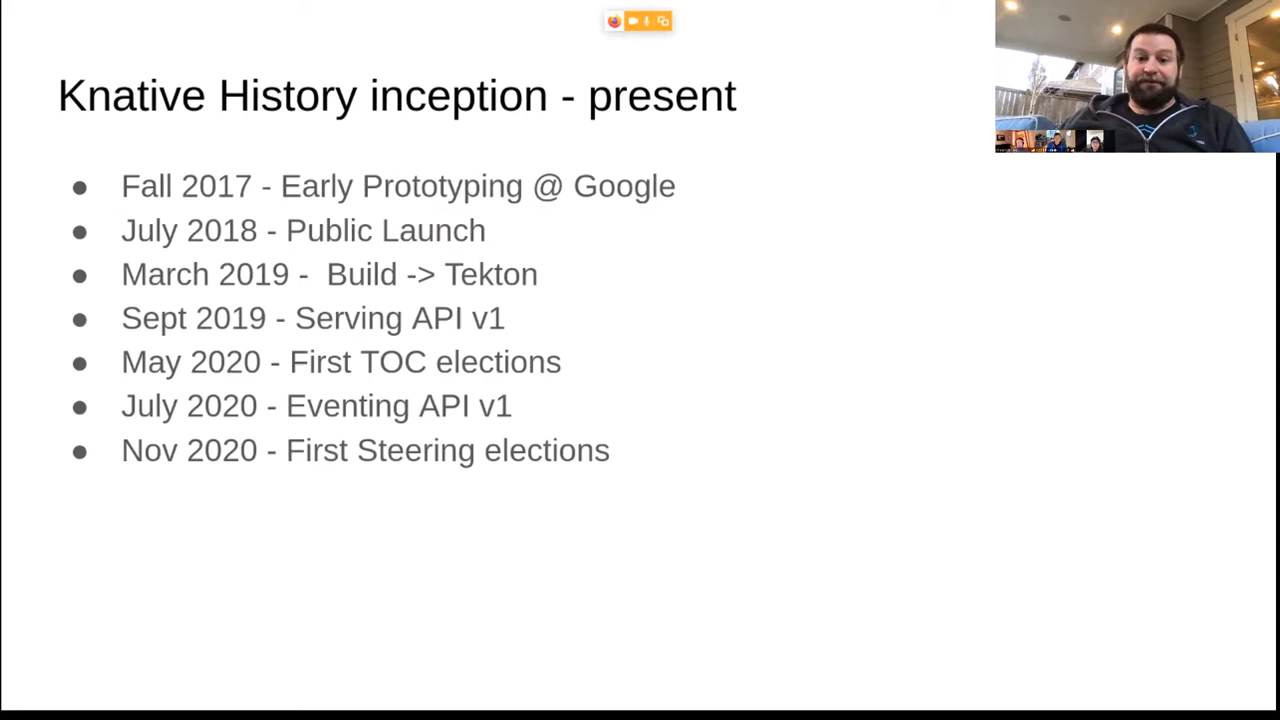 Knative History inception - present
● Fall 2017 - Early Prototyping @ Google
● July 2018 - Public Launch
● March 2019 -  Build -> Tekton
● Sept 2019 - Serving API v1
● May 2020 - First TOC elections
● July 2020 - Eventing API v1
● Nov 2020 - First Steering elections